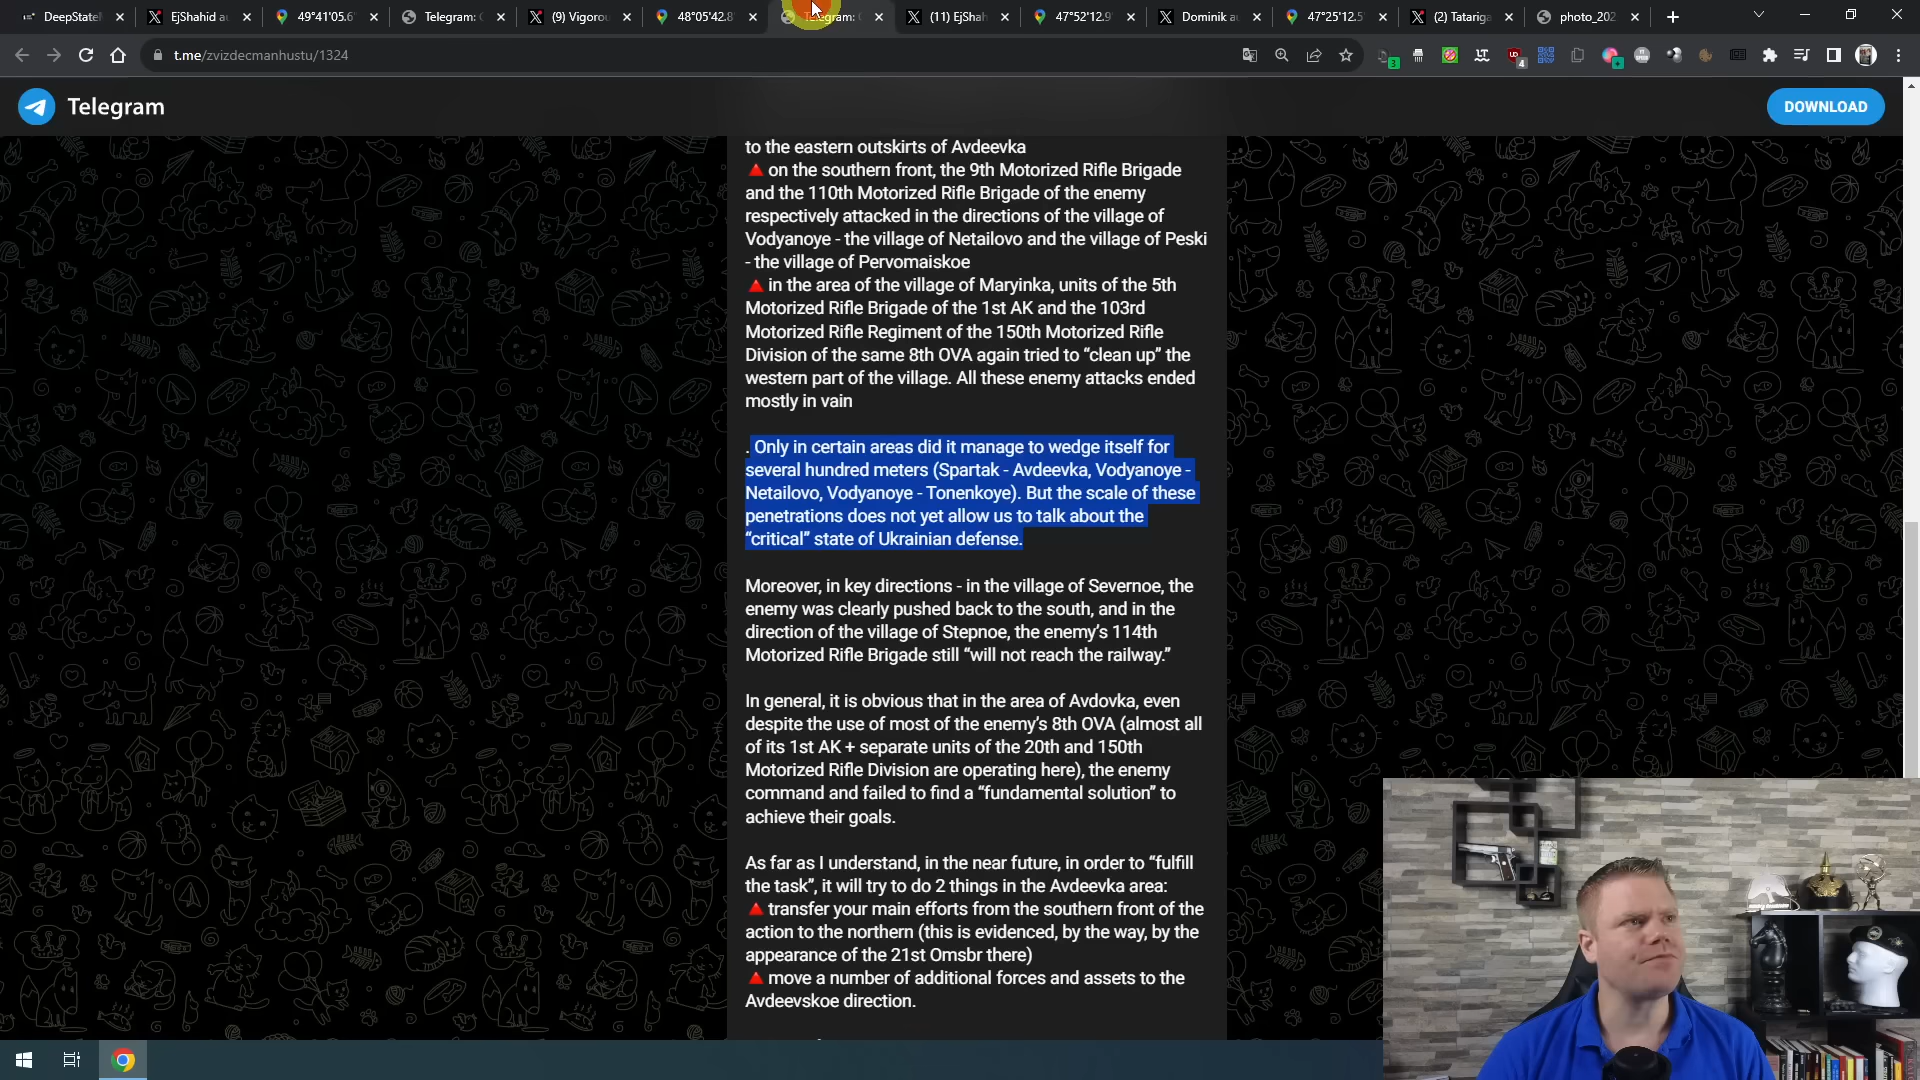 DeepStateM
EjShahid au
49°41'05.6"
Telegram: C
(9) Vigorou
48°05'42.8
Telegram: C
(11) EjShah
47°52'12.9"
Dominik au
47°25'12.5"
(2) Tatariga
photo_202
t.me/zvizdecmanhustu/1324
Telegram
DOWNLOAD
to the eastern outskirts of Avdeevka
🔺on the southern front, the 9th Motorized Rifle Brigade
and the 110th Motorized Rifle Brigade of the enemy
respectively attacked in the directions of the village of
Vodyanoye - the village of Netailovo and the village of Peski
- the village of Pervomaiskoe
🔺in the area of the village of Maryinka, units of the 5th
Motorized Rifle Brigade of the 1st AK and the 103rd
Motorized Rifle Regiment of the 150th Motorized Rifle
Division of the same 8th OVA again tried to “clean up” the
western part of the village. All these enemy attacks ended
mostly in vain
. Only in certain areas did it manage to wedge itself for
several hundred meters (Spartak - Avdeevka, Vodyanoye -
Netailovo, Vodyanoye - Tonenkoye). But the scale of these
penetrations does not yet allow us to talk about the
“critical” state of Ukrainian defense.
Moreover, in key directions - in the village of Severnoe, the
enemy was clearly pushed back to the south, and in the
direction of the village of Stepnoe, the enemy’s 114th
Motorized Rifle Brigade still “will not reach the railway.”
In general, it is obvious that in the area of Avdovka, even
despite the use of most of the enemy’s 8th OVA (almost all
of its 1st AK + separate units of the 20th and 150th
Motorized Rifle Division are operating here), the enemy
command and failed to find a “fundamental solution” to
achieve their goals.
As far as I understand, in the near future, in order to “fulfill
the task”, it will try to do 2 things in the Avdeevka area:
🔺transfer your main efforts from the southern front of the
action to the northern (this is evidenced, by the way, by the
appearance of the 21st Omsbr there)
🔺move a number of additional forces and assets to the
Avdeevskoe direction.